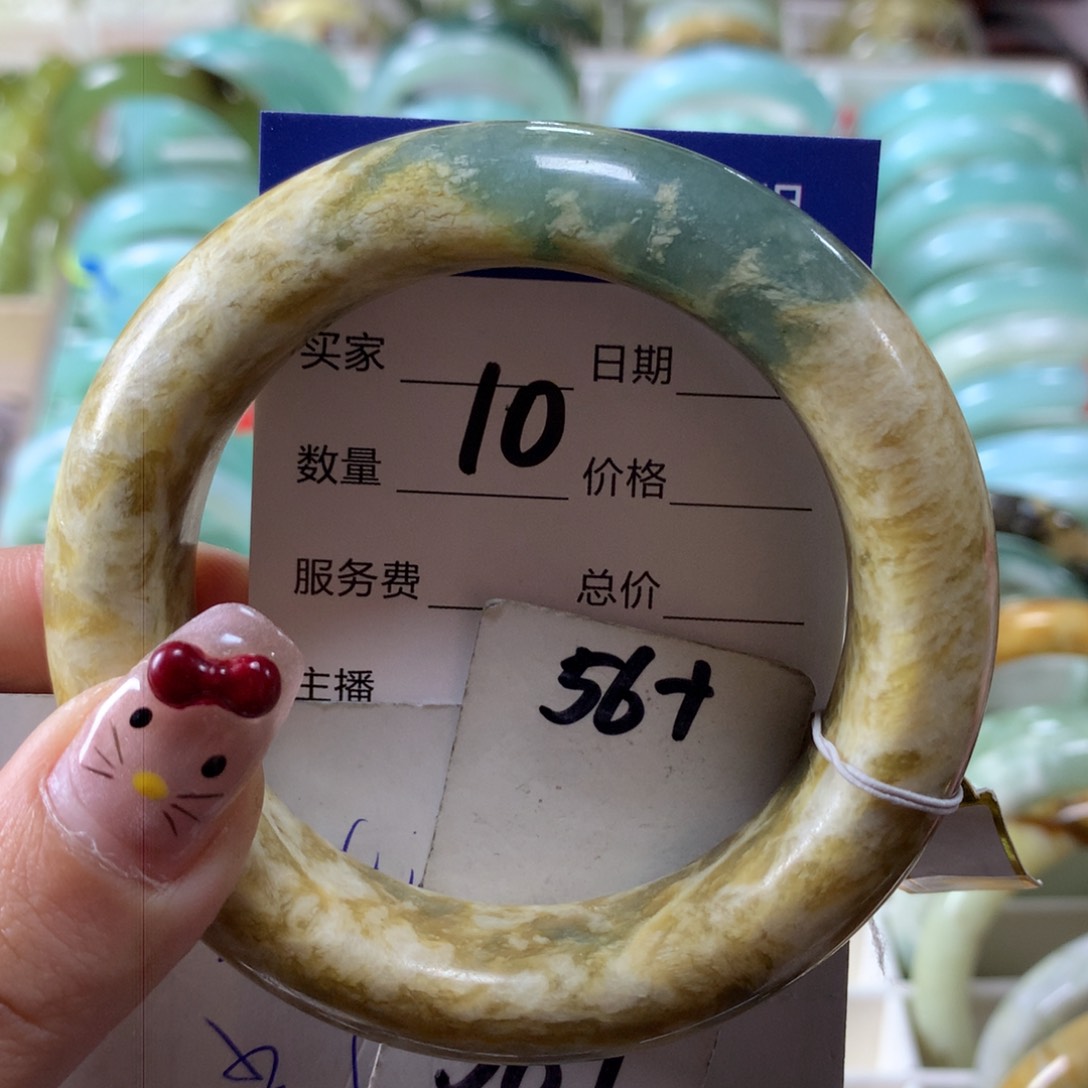 买家 日期
10
数量 价格
服务费 总价
主播
56+